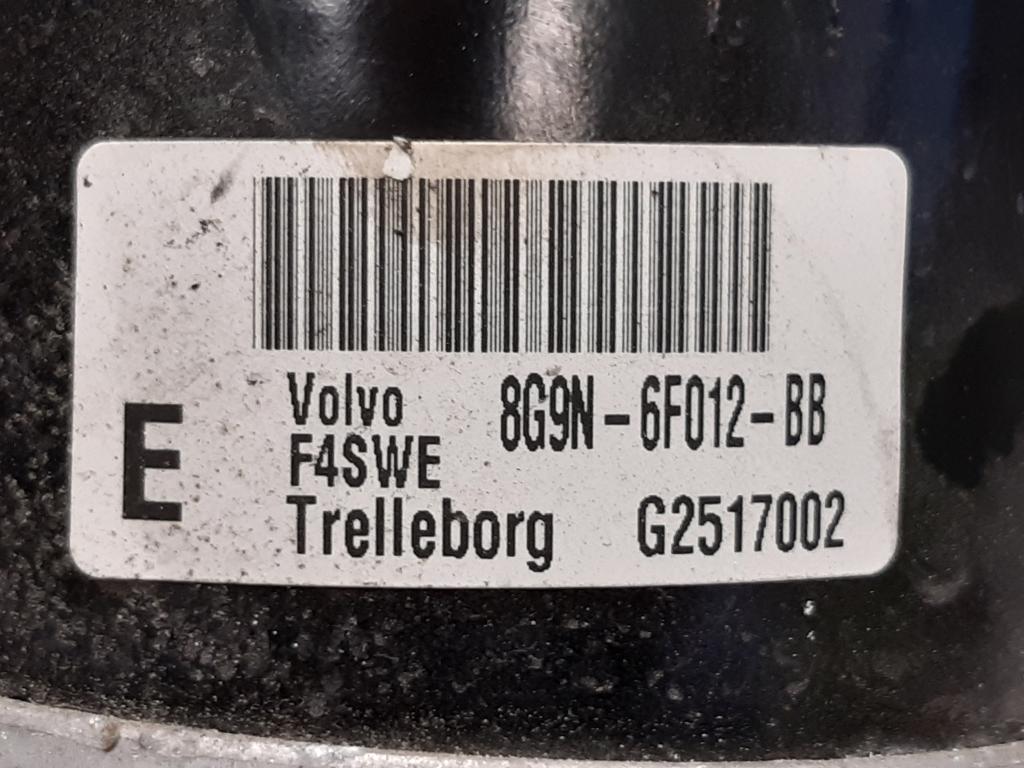 E
Volvo 8G9N-6F012-BB
F4SWE
Trelleborg G2517002